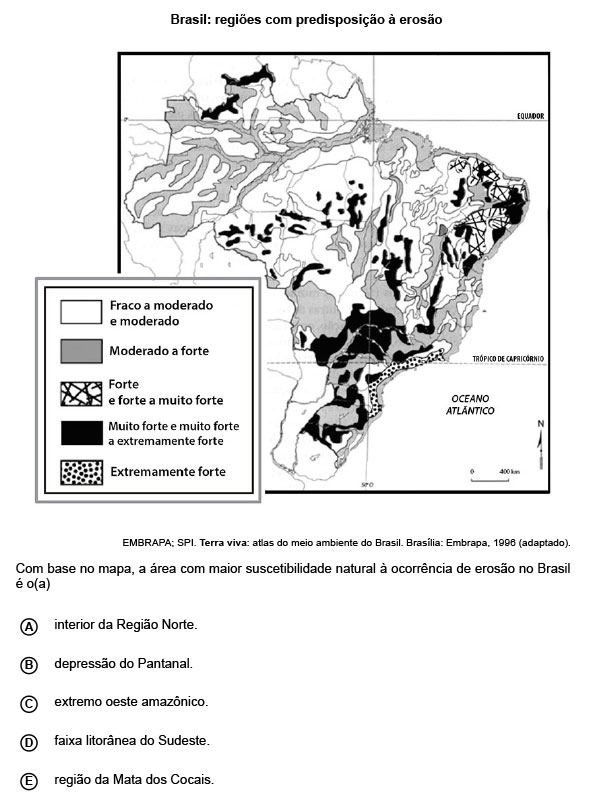 Brasil: regiões com predisposição à erosão
EQUADOR
TRÓPICO DE CAPRICÓRNIO
OCEANO
ATLÂNTICO
N
0 400 km
SPO
Fraco a moderado
e moderado
Moderado a forte
Forte
e forte a muito forte
Muito forte e muito forte
a extremamente forte
Extremamente forte
EMBRAPA; SPI. Terra viva: atlas do meio ambiente do Brasil. Brasília: Embrapa, 1996 (adaptado).
Com base no mapa, a área com maior suscetibilidade natural à ocorrência de erosão no Brasil
é o(a)
A interior da Região Norte.
B depressão do Pantanal.
C extremo oeste amazônico.
D faixa litorânea do Sudeste.
E região da Mata dos Cocais.